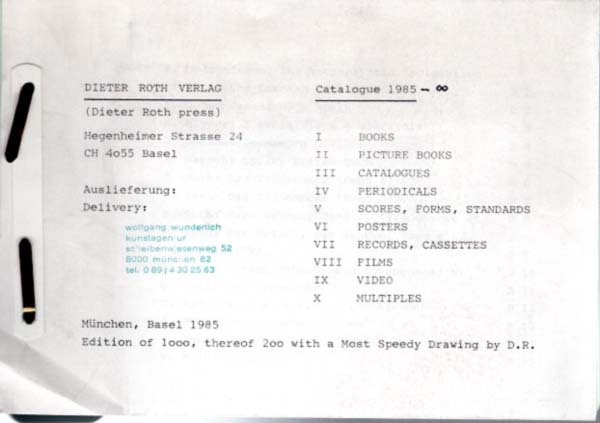 DIETER ROTH VERLAG
(Dieter Roth press)
Hegenheimer Strasse 24
CH 4o55 Basel
Auslieferung:
Delivery:
wolfgang wunderlich
kunstagentur
scheibenwiesenweg 52
8000 münchen 82
tel. 0 89 / 4 30 25 63
Catalogue 1985 - ∞
I BOOKS
II PICTURE BOOKS
III CATALOGUES
IV PERIODICALS
V SCORES, FORMS, STANDARDS
VI POSTERS
VII RECORDS, CASSETTES
VIII FILMS
IX VIDEO
X MULTIPLES
München, Basel 1985
Edition of 1ooo, thereof 2oo with a Most Speedy Drawing by D.R.